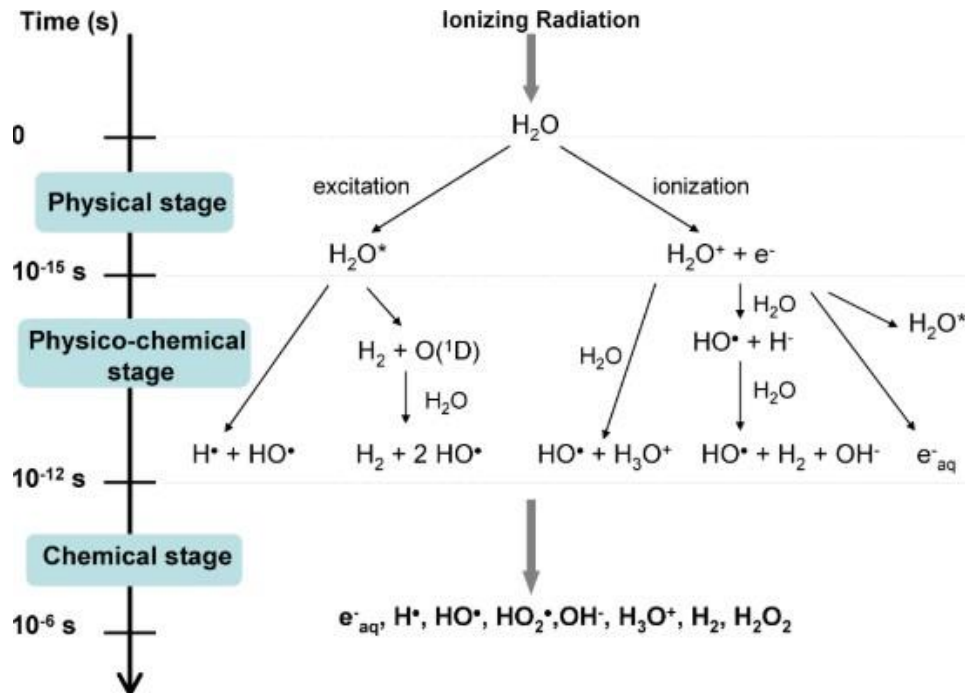 Time (s)
Ionizing Radiation
0
H₂O
excitation
ionization
Physical stage
H₂O*
H₂O⁺ + e⁻
10⁻¹⁵ s
Physico-chemical
stage
H₂ + O(¹D)
H₂O
H₂O
H₂O
HO• + H⁻
H₂O*
H₂O
H• + HO•
H₂ + 2 HO•
HO• + H₃O⁺
HO• + H₂ + OH⁻
e⁻aq
10⁻¹² s
Chemical stage
10⁻⁶ s
e⁻aq, H•, HO•, HO₂•,OH⁻, H₃O⁺, H₂, H₂O₂